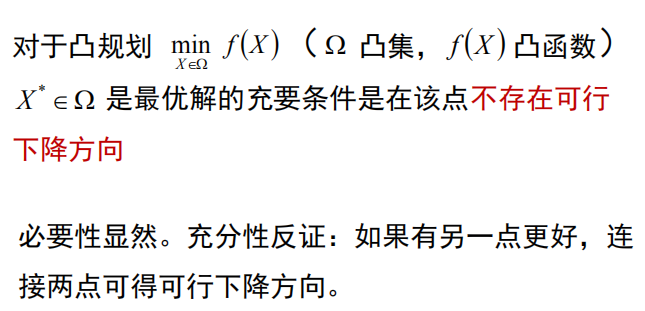 对于凸规划 min f(X) （ Ω 凸集，f(X) 凸函数）
X∈Ω
X* ∈ Ω 是最优解的充要条件是在该点不存在可行
下降方向
必要性显然。充分性反证：如果有另一点更好，连
接两点可得可行下降方向。